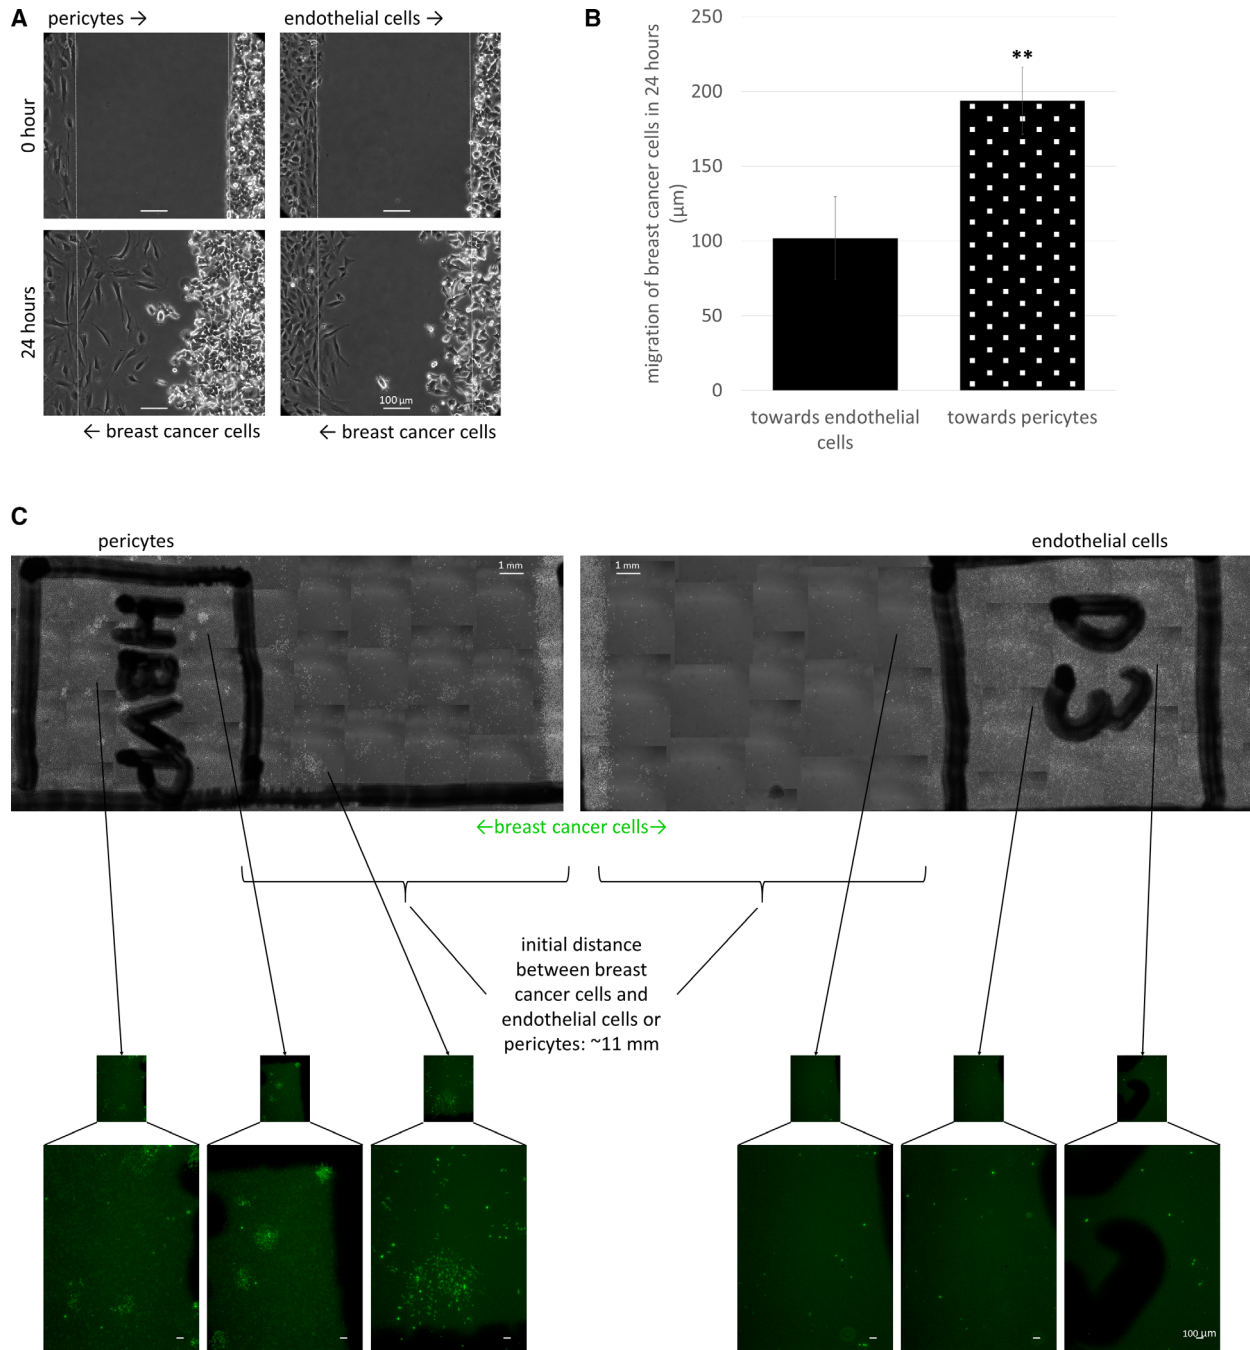 A
pericytes →
endothelial cells →
0 hour
24 hours
100 µm
← breast cancer cells
← breast cancer cells
B
migration of breast cancer cells in 24 hours
(µm)
250
200
150
100
50
0
**
towards endothelial
cells
towards pericytes
C
pericytes
endothelial cells
1 mm
1 mm
HBVP
D3
←breast cancer cells→
initial distance
between breast
cancer cells and
endothelial cells or
pericytes: ~11 mm
100 µm